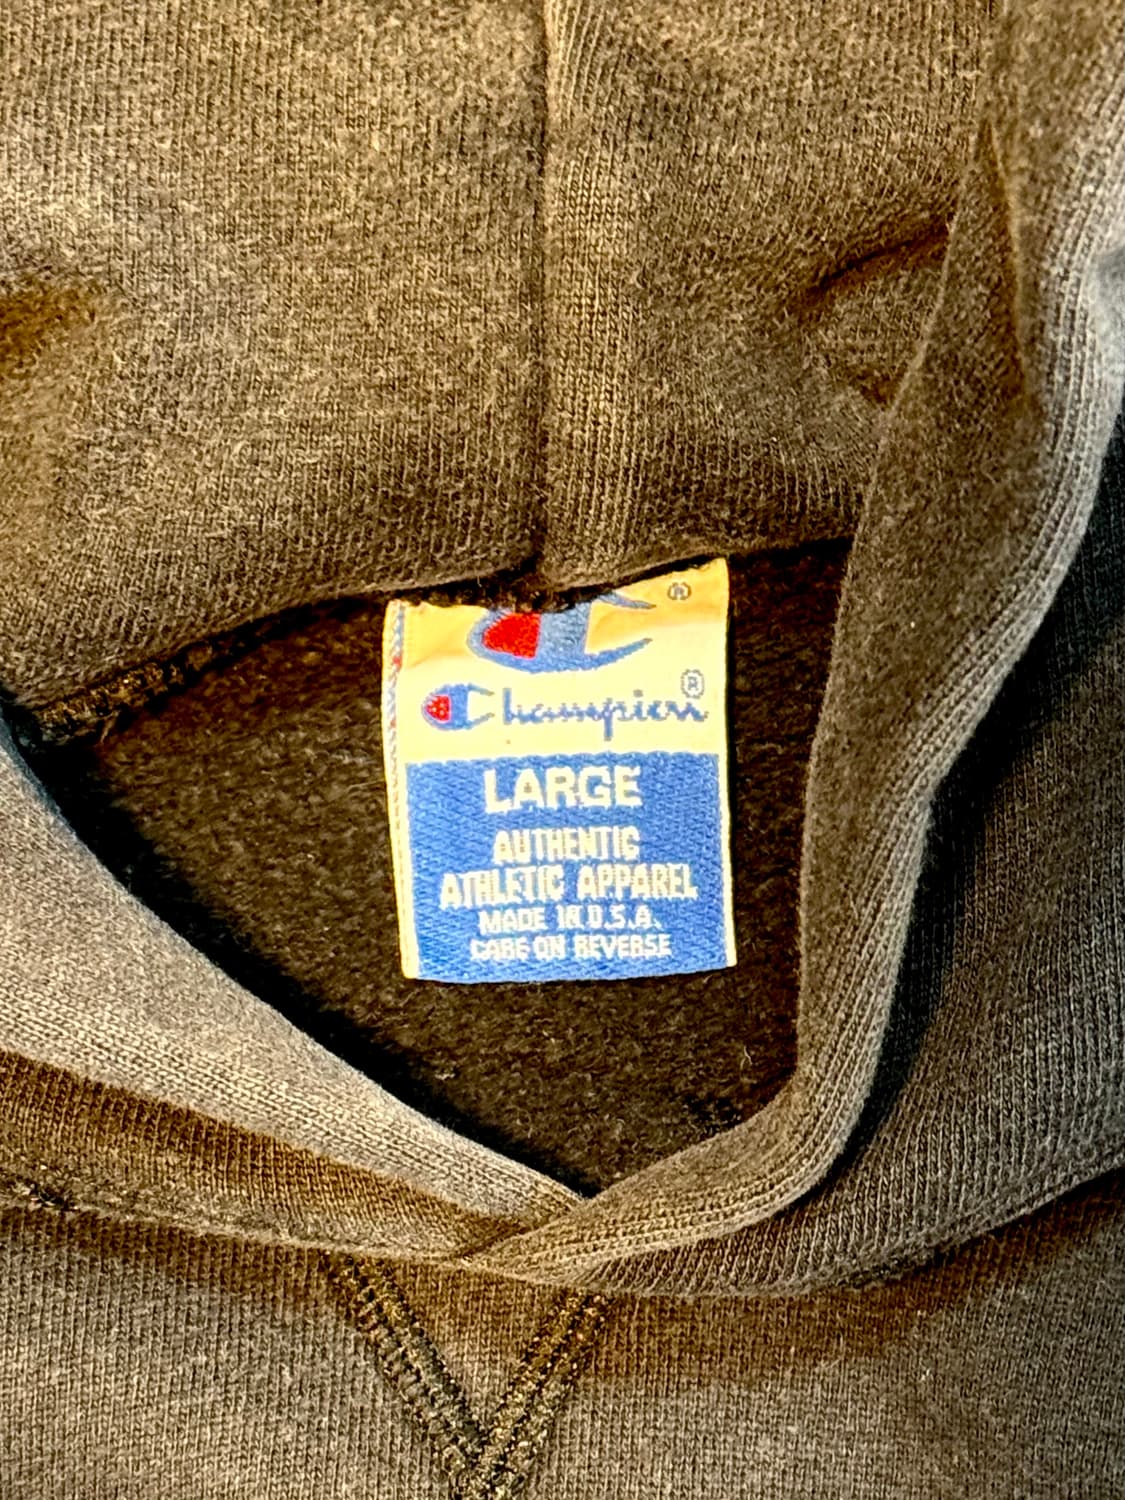 ®
Champion®
LARGE
AUTHENTIC
ATHLETIC APPAREL
MADE IN U.S.A.
CARE ON REVERSE